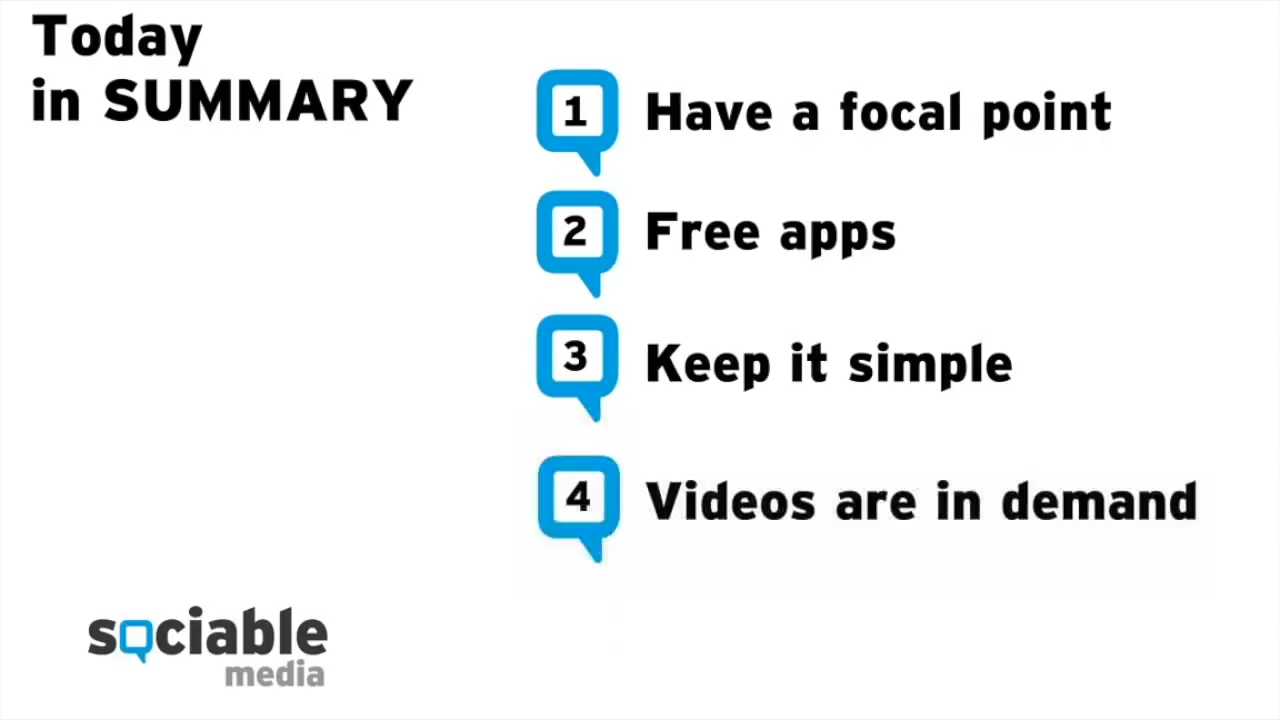 Today
in SUMMARY
1 Have a focal point
2 Free apps
3 Keep it simple
4 Videos are in demand
sociable
media